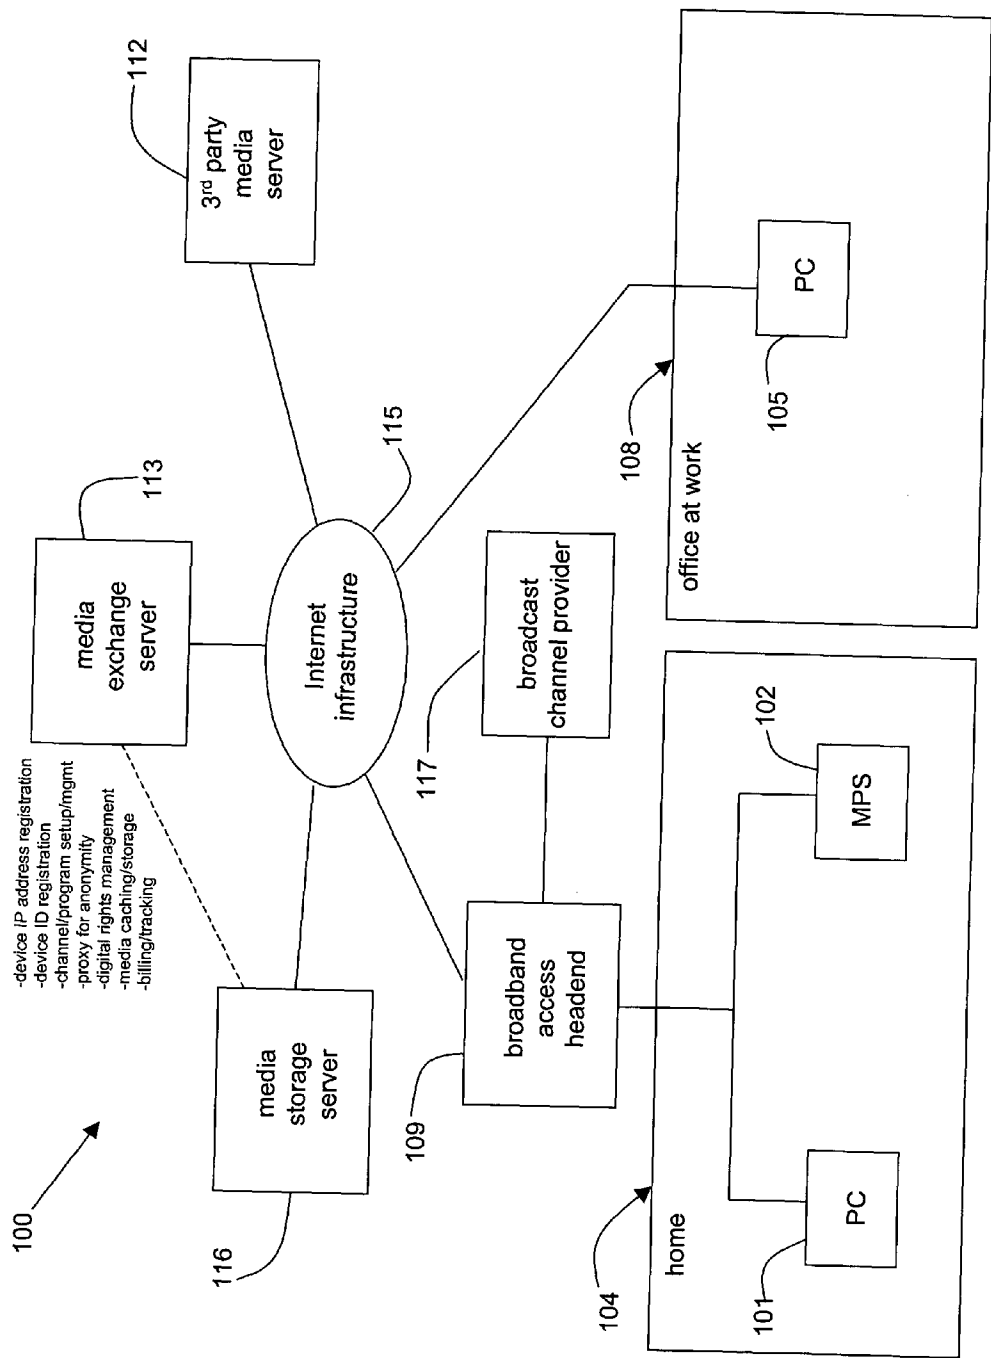 100
-device IP address registration
-device ID registration
-channel/program setup/mgmt
-proxy for anonymity
-digital rights management
-media caching/storage
-billing/tracking
113
media
exchange
server
112
3rd party
media
server
116
media
storage
server
115
Internet
infrastructure
109
broadband
access
headend
117
broadcast
channel provider
104
home
101
PC
102
MPS
108
office at work
105
PC